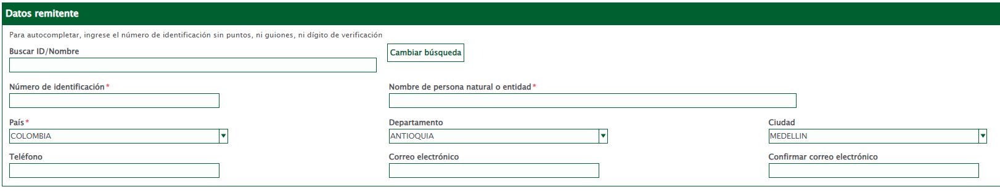 Datos remitente
Para autocompletar, ingrese el número de identificación sin puntos, ni guiones, ni dígito de verificación
Buscar ID/Nombre
Cambiar búsqueda
Número de identificación *
Nombre de persona natural o entidad *
País *
Departamento
Ciudad
COLOMBIA
ANTIOQUIA
MEDELLIN
Teléfono
Correo electrónico
Confirmar correo electrónico